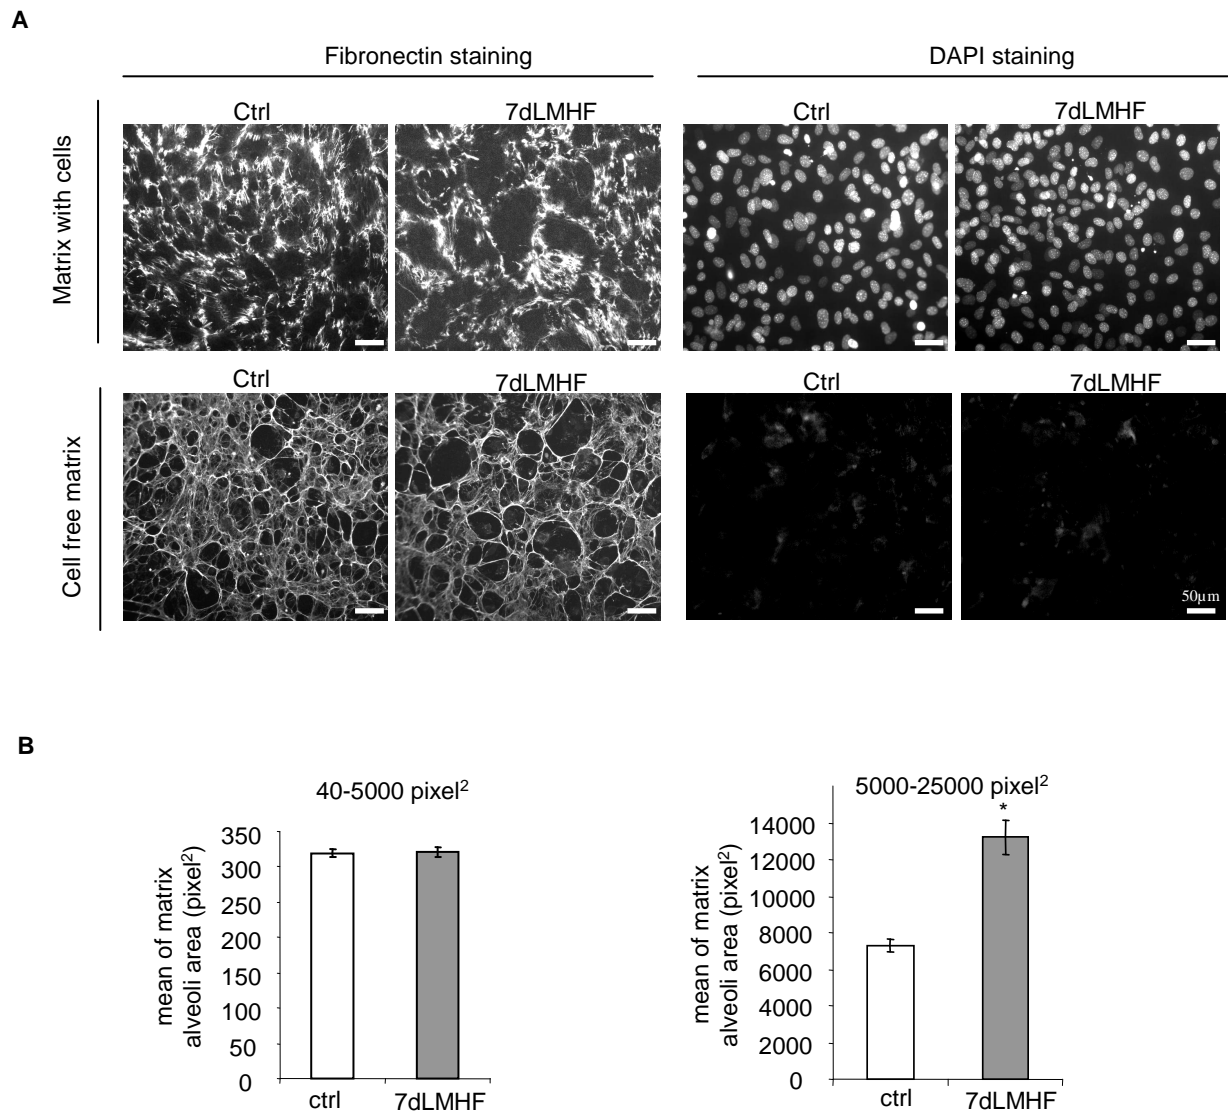 A
Fibronectin staining
DAPI staining
Matrix with cells
Ctrl
7dLMHF
Ctrl
7dLMHF
Cell free matrix
Ctrl
7dLMHF
Ctrl
7dLMHF
50µm
B
40-5000 pixel²
mean of matrix
alveoli area (pixel²)
350
300
250
200
150
100
50
0
ctrl
7dLMHF
5000-25000 pixel²
*
mean of matrix
alveoli area (pixel²)
14000
12000
10000
8000
6000
4000
2000
0
ctrl
7dLMHF